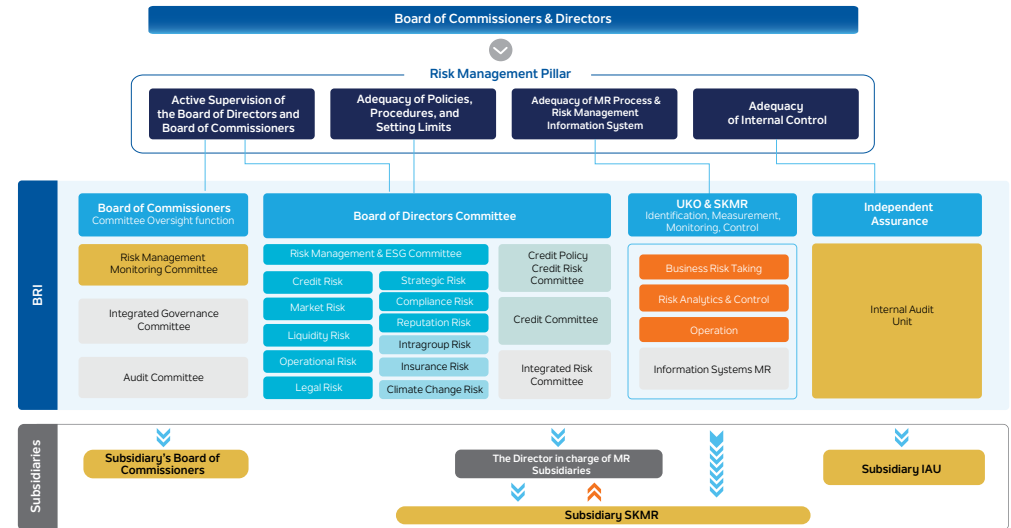 Board of Commissioners & Directors
Risk Management Pillar
Active Supervision of
the Board of Directors and
Board of Commissioners
Adequacy of Policies,
Procedures, and
Setting Limits
Adequacy of MR Process &
Risk Management
Information System
Adequacy
of Internal Control
BRI
Board of Commissioners
Committee Oversight function
Risk Management
Monitoring Committee
Integrated Governance
Committee
Audit Committee
Board of Directors Committee
Risk Management & ESG Committee
Credit Risk
Market Risk
Liquidity Risk
Operational Risk
Legal Risk
Strategic Risk
Compliance Risk
Reputation Risk
Intragroup Risk
Insurance Risk
Climate Change Risk
Credit Policy
Credit Risk
Committee
Credit Committee
Integrated Risk
Committee
UKO & SKMR
Identification, Measurement,
Monitoring, Control
Business Risk Taking
Risk Analytics & Control
Operation
Information Systems MR
Independent
Assurance
Internal Audit
Unit
Subsidiaries
Subsidiary's Board of
Commissioners
The Director in charge of MR
Subsidiaries
Subsidiary SKMR
Subsidiary IAU